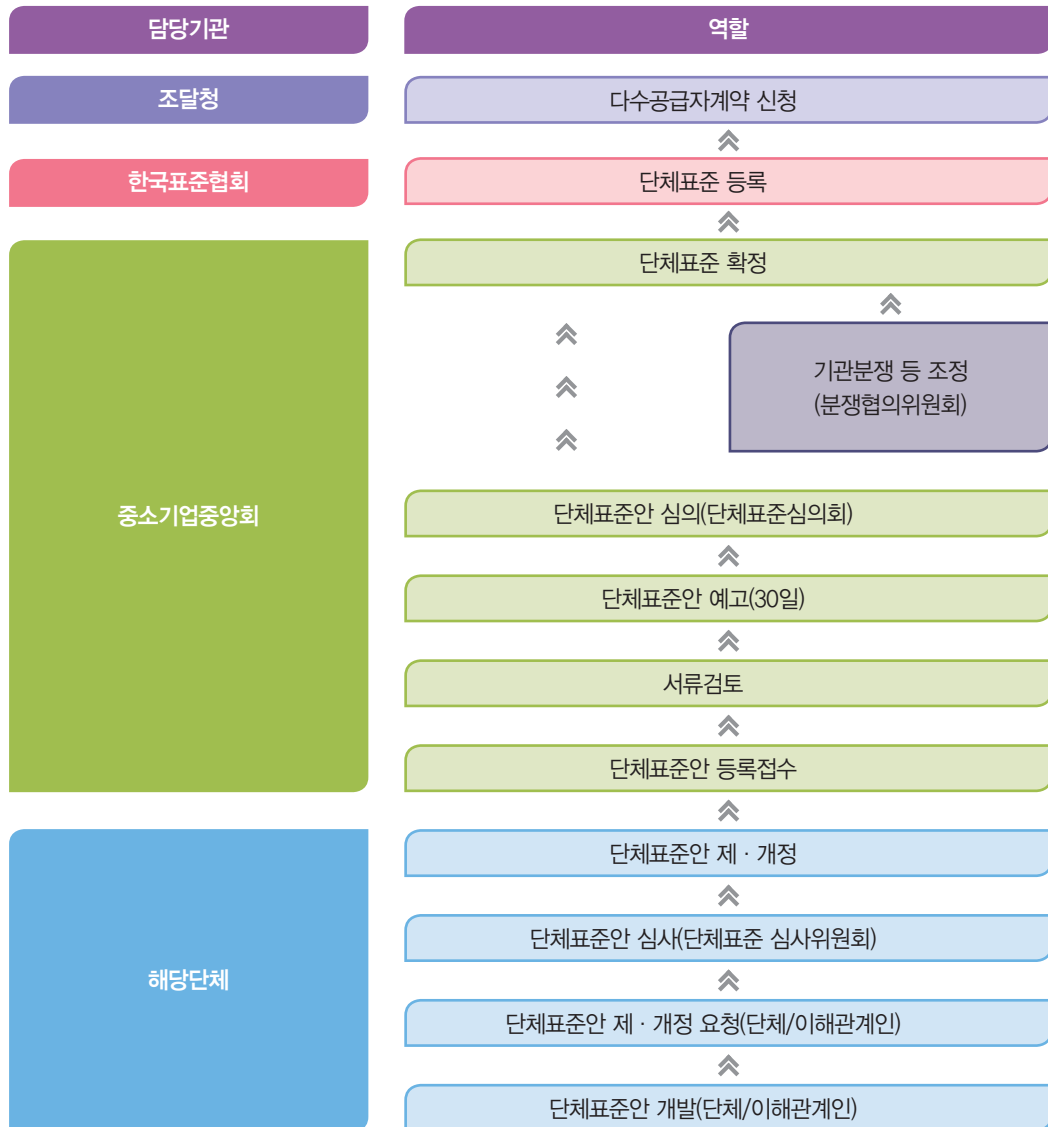 담당기관
역할
조달청
다수공급자계약 신청
한국표준협회
단체표준 등록
단체표준 확정
기관분쟁 등 조정
(분쟁협의위원회)
중소기업중앙회
단체표준안 심의(단체표준심의회)
단체표준안 예고(30일)
서류검토
단체표준안 등록접수
단체표준안 제 · 개정
단체표준안 심사(단체표준 심사위원회)
해당단체
단체표준안 제 · 개정 요청(단체/이해관계인)
단체표준안 개발(단체/이해관계인)